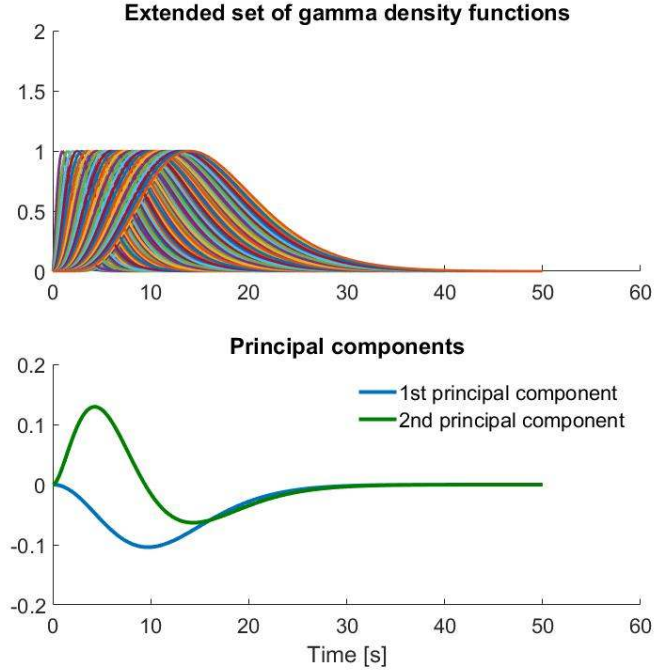 Extended set of gamma density functions
2
1.5
1
0.5
0
0 10 20 30 40 50 60
Principal components
0.2
0.1
0
-0.1
-0.2
1st principal component
2nd principal component
0 10 20 30 40 50 60
Time [s]